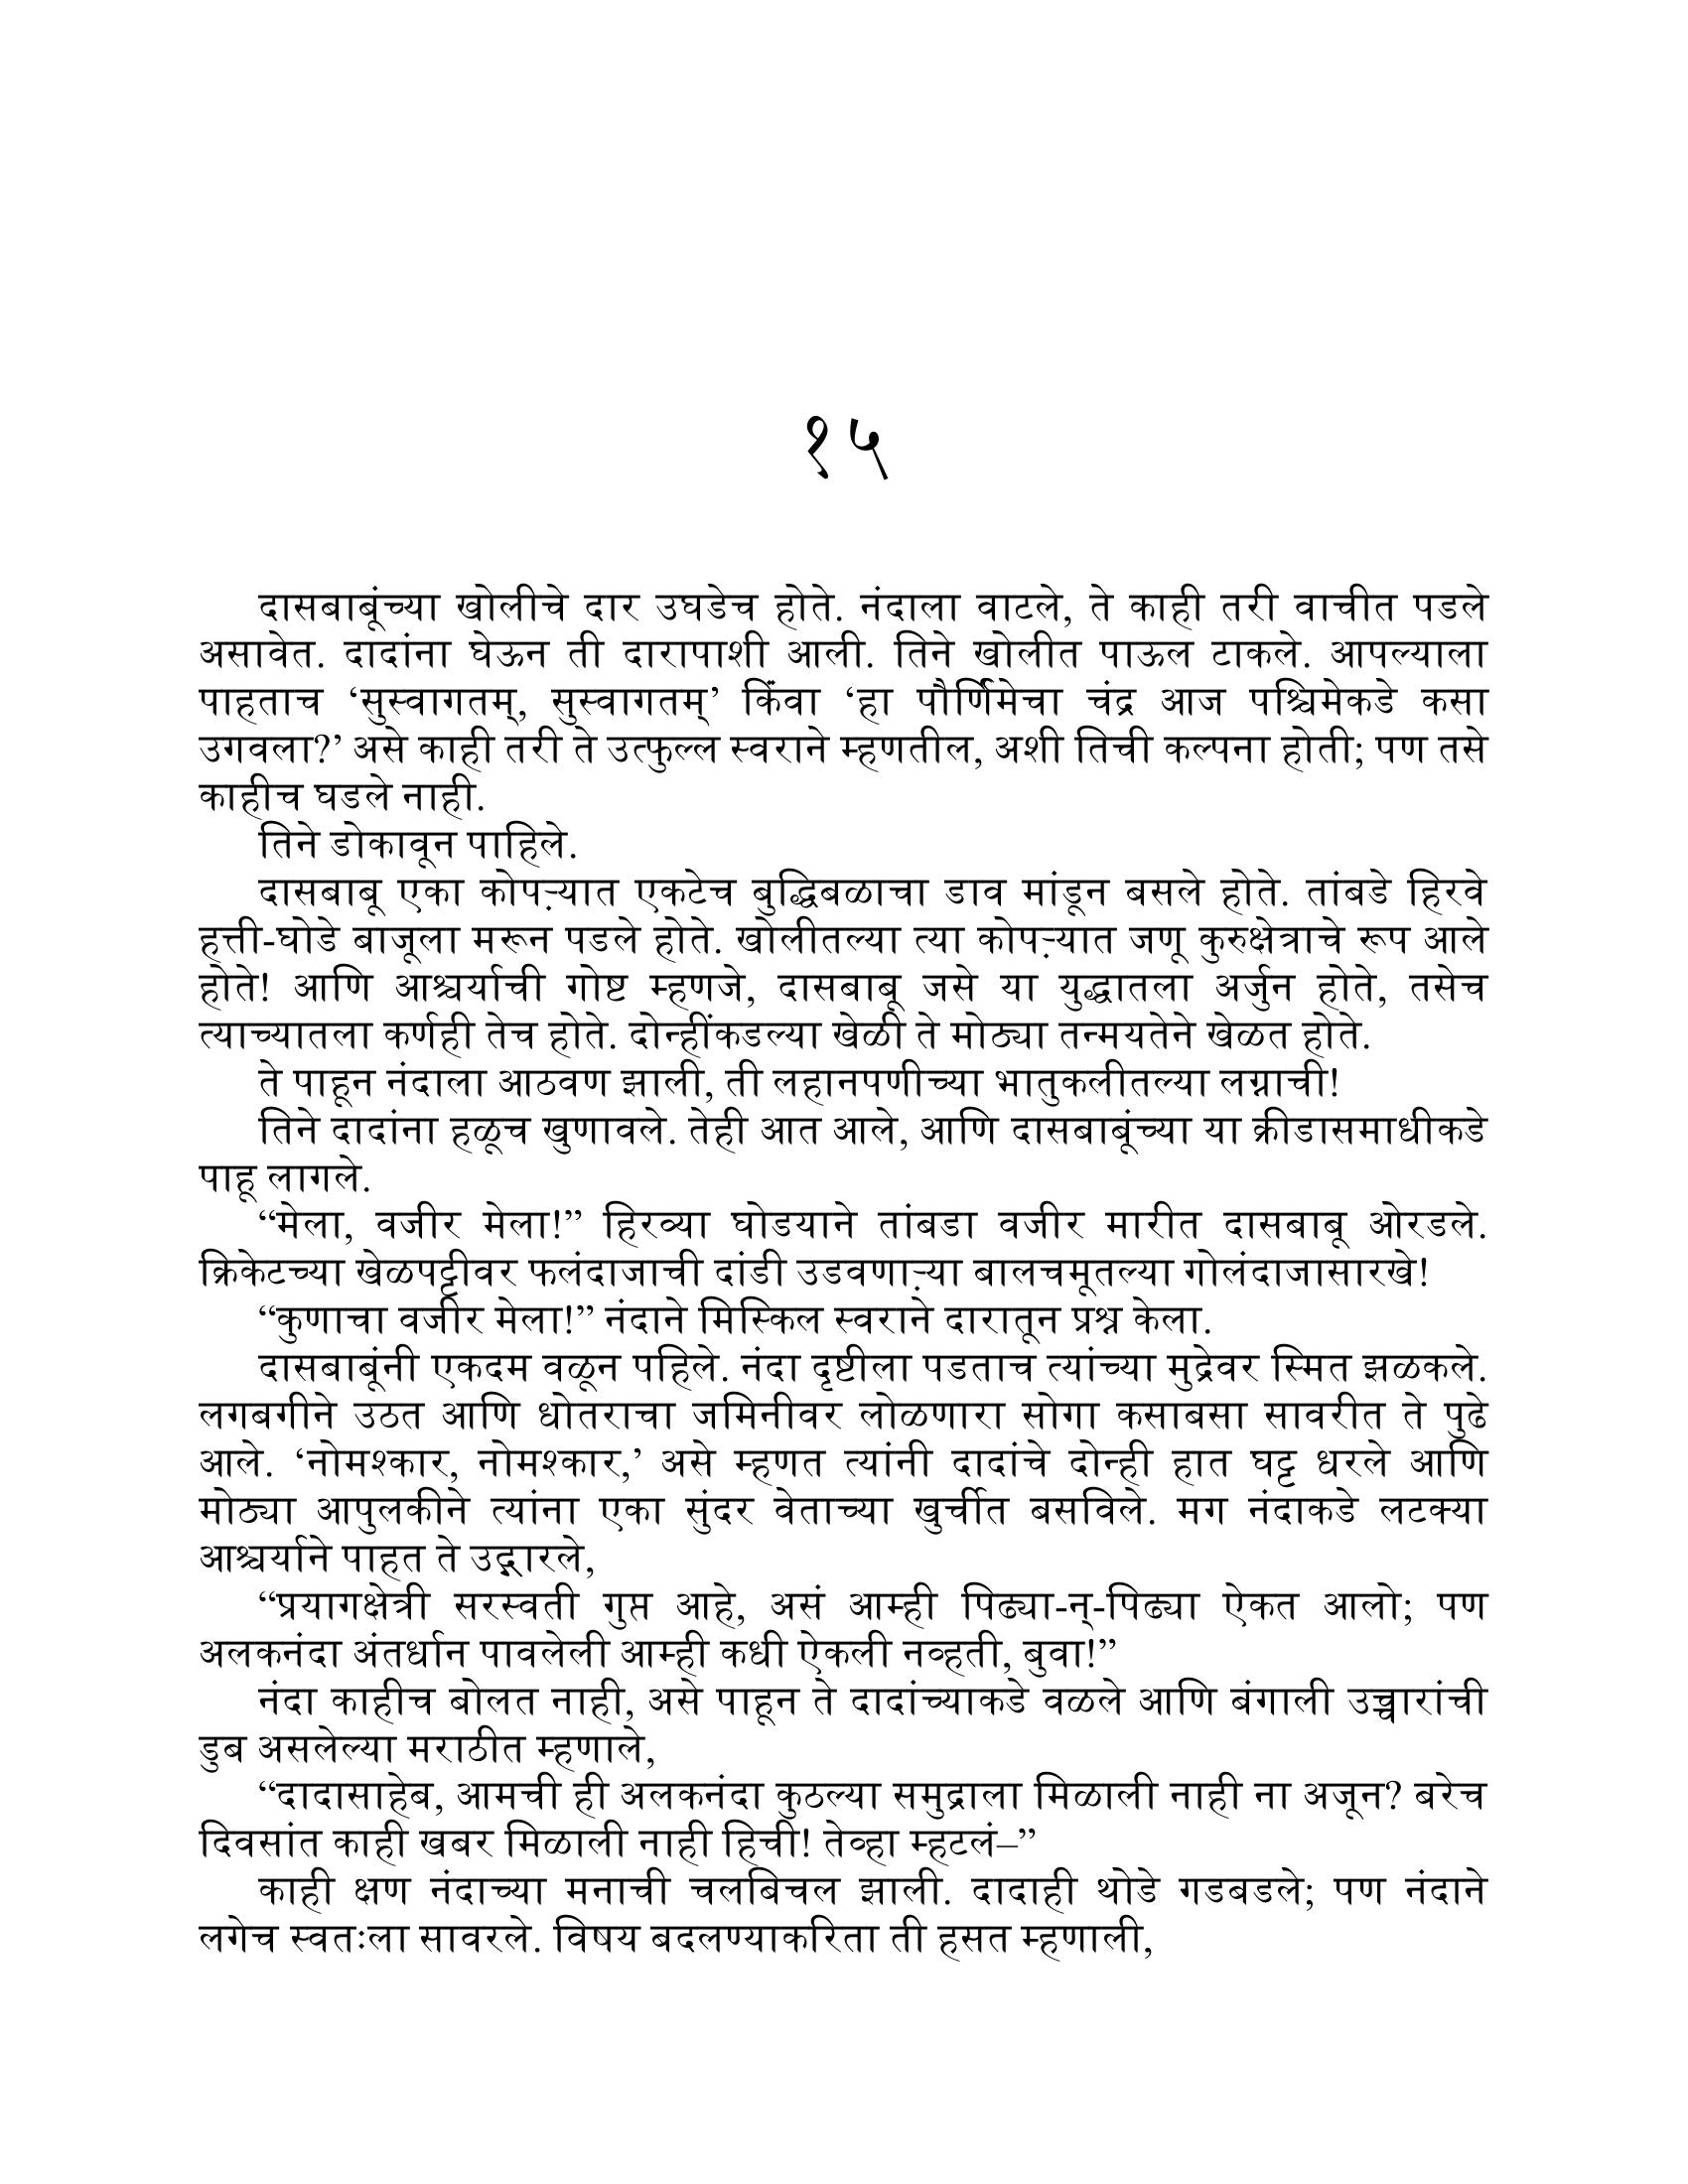 १५
दासबाबूंच्या खोलीचे दार उघडेच होते. नंदाला वाटले, ते काही तरी वाचीत पडले
असावेत. दादांना घेऊन ती दारापाशी आली. तिने खोलीत पाऊल टाकले. आपल्याला
पाहताच ‘सुस्वागतम्, सुस्वागतम्’ किंवा ‘हा पौर्णिमेचा चंद्र आज पश्चिमेकडे कसा
उगवला?’ असे काही तरी ते उत्फुल्ल स्वराने म्हणतील, अशी तिची कल्पना होती; पण तसे
काहीच घडले नाही.
तिने डोकावून पाहिले.
दासबाबू एका कोपऱ्यात एकटेच बुद्धिबळाचा डाव मांडून बसले होते. तांबडे हिरवे
हत्ती-घोडे बाजूला मरून पडले होते. खोलीतल्या त्या कोपऱ्यात जणू कुरुक्षेत्राचे रूप आले
होते! आणि आश्चर्याची गोष्ट म्हणजे, दासबाबू जसे या युद्धातला अर्जुन होते, तसेच
त्याच्यातला कर्णही तेच होते. दोन्हींकडल्या खेळी ते मोठ्या तन्मयतेने खेळत होते.
ते पाहून नंदाला आठवण झाली, ती लहानपणीच्या भातुकलीतल्या लग्नाची!
तिने दादांना हळूच खुणावले. तेही आत आले, आणि दासबाबूंच्या या क्रीडासमाधीकडे
पाहू लागले.
“मेला, वजीर मेला!” हिरव्या घोडयाने तांबडा वजीर मारीत दासबाबू ओरडले.
क्रिकेटच्या खेळपट्टीवर फलंदाजाची दांडी उडवणाऱ्या बालचमूतल्या गोलंदाजासारखे!
“कुणाचा वजीर मेला!” नंदाने मिस्किल स्वराने दारातून प्रश्न केला.
दासबाबूंनी एकदम वळून पहिले. नंदा दृष्टीला पडताच त्यांच्या मुद्रेवर स्मित झळकले.
लगबगीने उठत आणि धोतराचा जमिनीवर लोळणारा सोगा कसाबसा सावरीत ते पुढे
आले. ‘नोमश्कार, नोमश्कार,’ असे म्हणत त्यांनी दादांचे दोन्ही हात घट्ट धरले आणि
मोठ्या आपुलकीने त्यांना एका सुंदर वेताच्या खुर्चीत बसविले. मग नंदाकडे लटक्या
आश्चर्याने पाहत ते उद्गारले,
“प्रयागक्षेत्री सरस्वती गुप्त आहे, असं आम्ही पिढ्या-न्-पिढ्या ऐकत आलो; पण
अलकनंदा अंतर्धान पावलेली आम्ही कधी ऐकली नव्हती, बुवा!”
नंदा काहीच बोलत नाही, असे पाहून ते दादांच्याकडे वळले आणि बंगाली उच्चारांची
डुब असलेल्या मराठीत म्हणाले,
“दादासाहेब, आमची ही अलकनंदा कुठल्या समुद्राला मिळाली नाही ना अजून? बरेच
दिवसांत काही खबर मिळाली नाही हिची! तेव्हा म्हटलं–”
काही क्षण नंदाच्या मनाची चलबिचल झाली. दादाही थोडे गडबडले; पण नंदाने
लगेच स्वतःला सावरले. विषय बदलण्याकरिता ती हसत म्हणाली,